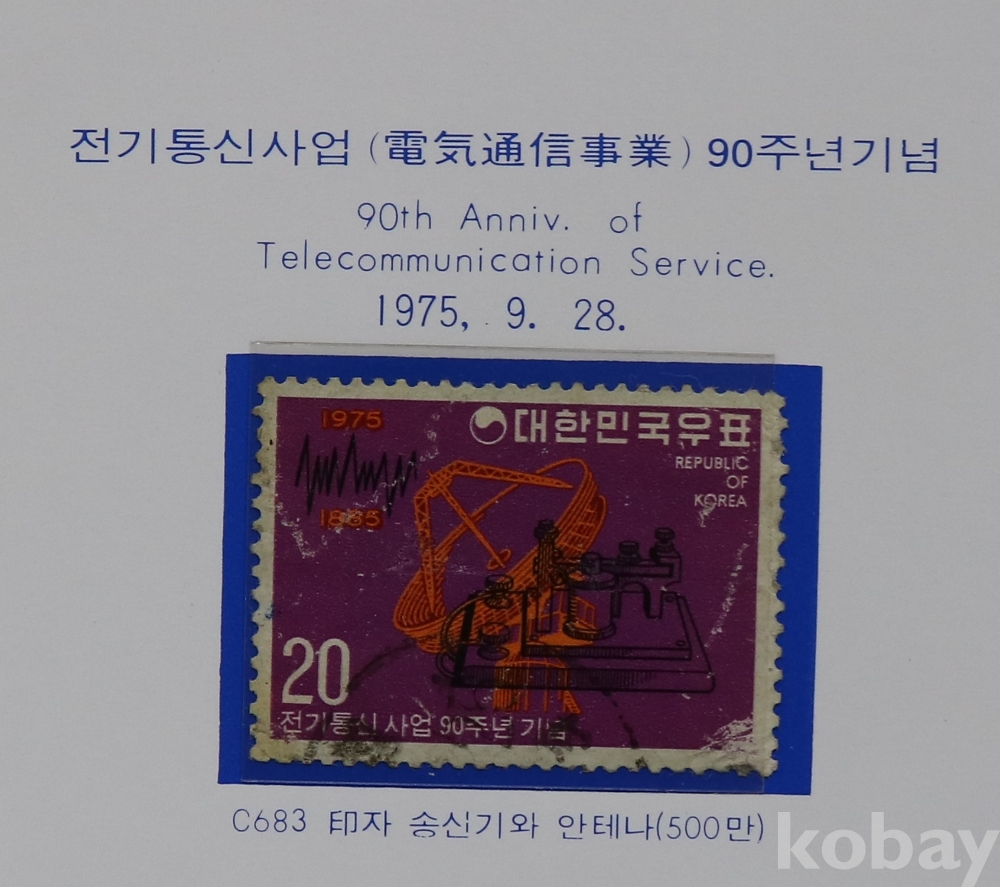 전기통신사업 (電気通信事業) 90주년기념
90th Anniv. of
Telecommunication Service.
1975, 9. 28.
1975
1885
대한민국우표
REPUBLIC
OF
KOREA
20
전기통신 사업 90주년 기념
C683 印자 송신기와 안테나(500만)
kobay